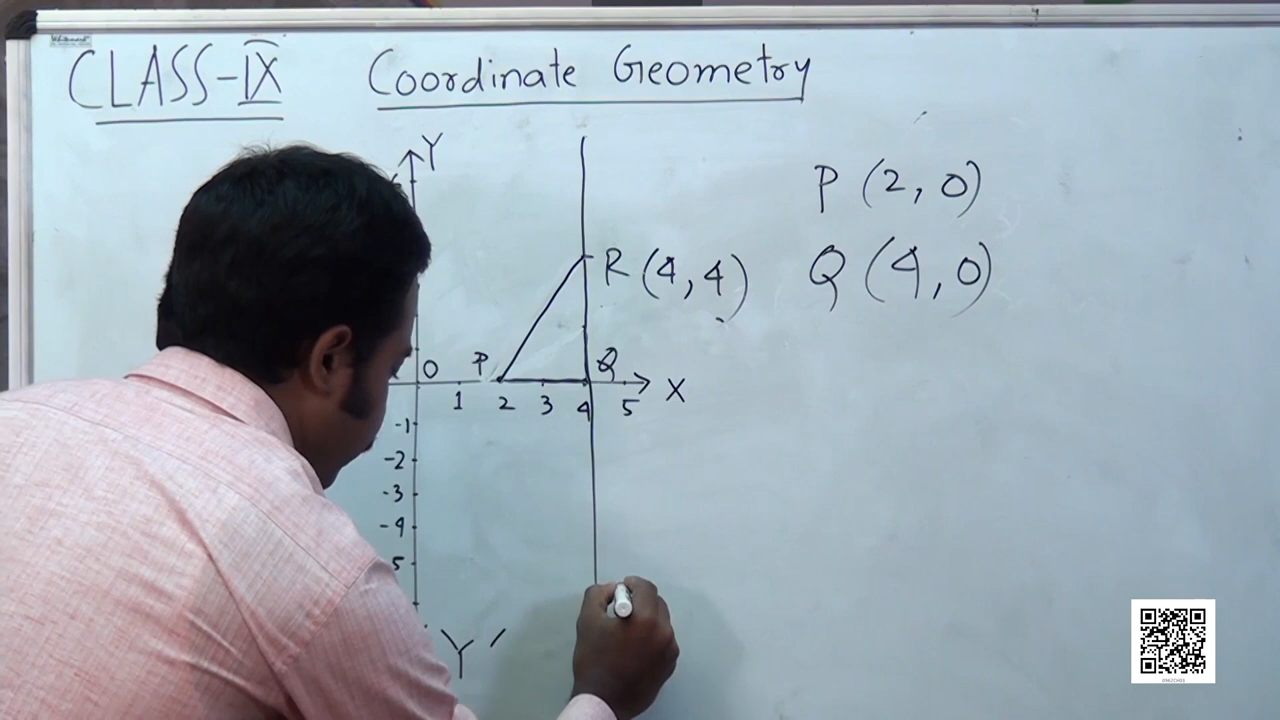 CLASS-IX Coordinate Geometry
Y
P (2, 0)
R (4, 4) Q (4, 0)
O P Q
X
1 2 3 4 5
-1
-2
-3
-4
5
Y'